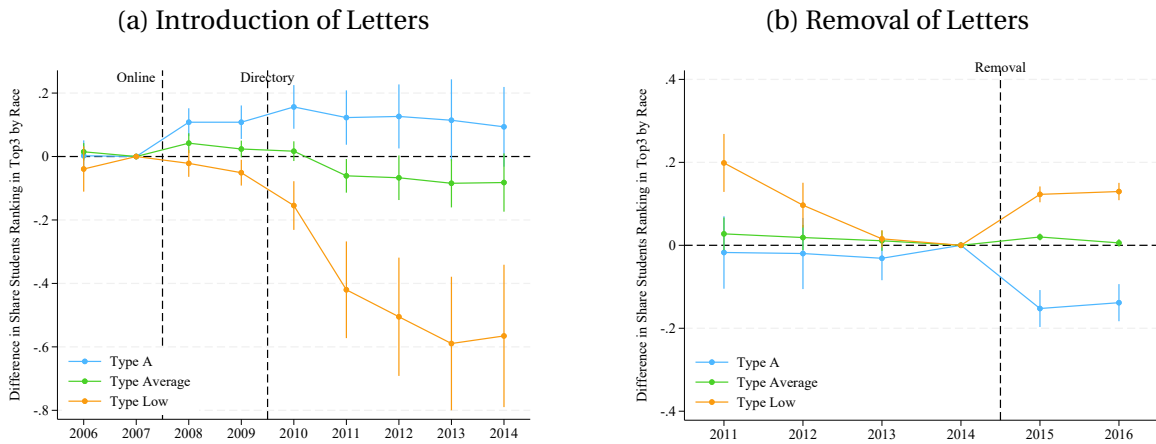 (a) Introduction of Letters
Online
Directory
Difference in Share Students Ranking in Top3 by Race
.2
0
-.2
-.4
-.6
-.8
Type A
Type Average
Type Low
2006 2007 2008 2009 2010 2011 2012 2013 2014
(b) Removal of Letters
Removal
Difference in Share Students Ranking in Top3 by Race
.4
.2
0
-.2
-.4
Type A
Type Average
Type Low
2011 2012 2013 2014 2015 2016